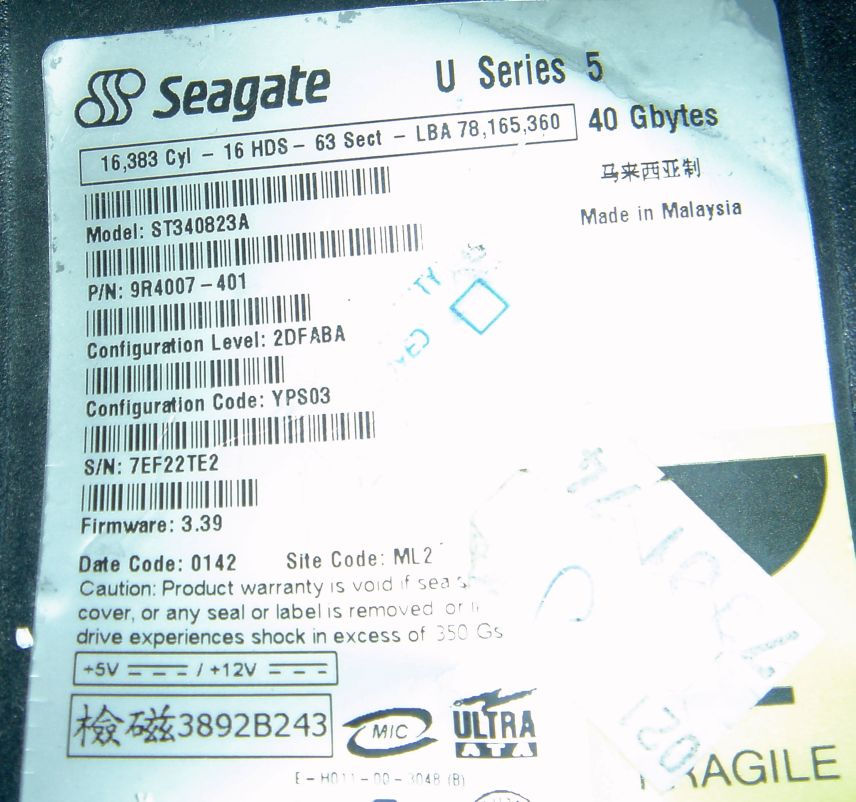 Seagate U Series 5
16,383 Cyl - 16 HDS - 63 Sect - LBA 78,165,360
40 Gbytes
马来西亚制
Made in Malaysia
Model: ST340823A
P/N: 9R4007-401
Configuration Level: 2DFABA
Configuration Code: YPS03
S/N: 7EF22TE2
Firmware: 3.39
Date Code: 0142 Site Code: ML2
Caution: Product warranty is void if
cover, or any seal or label is removed or
drive experiences shock in excess of 350 Gs
+5V / +12V
檢磁3892B243
MIC
ULTRA
ATA
E-H011-00-3048 (B)
FRAGILE